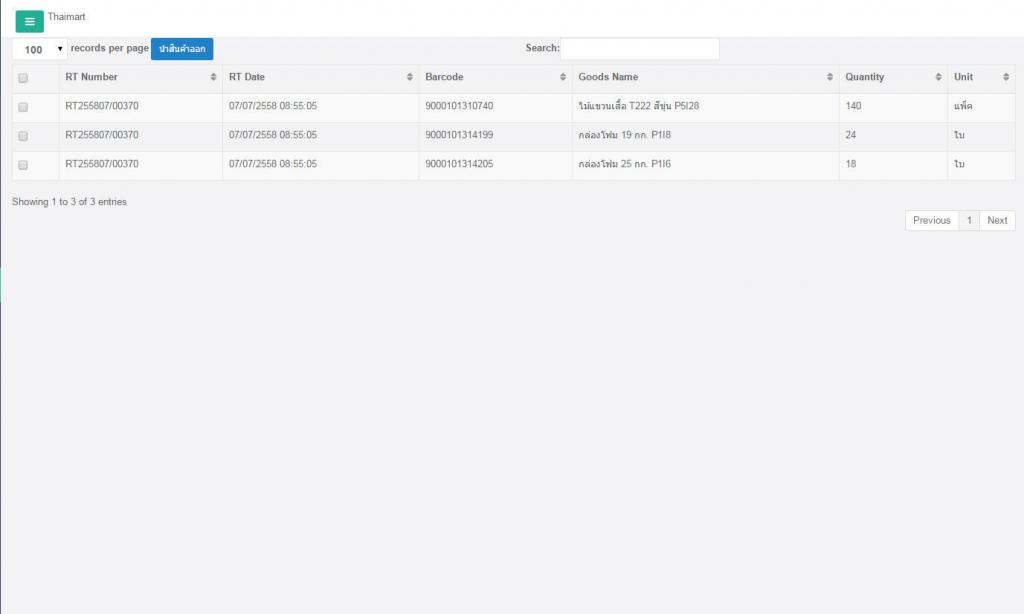 Thaimart
100 records per page นำสินค้าออก Search:
RT Number RT Date Barcode Goods Name Quantity Unit
RT255807/00370 07/07/2558 08:55:05 9000101310740 ไม้แขวนเสื้อ T222 สีขุ่น P5I28 140 แพ็ค
RT255807/00370 07/07/2558 08:55:05 9000101314199 กล่องโฟม 19 กก. P1I8 24 ใบ
RT255807/00370 07/07/2558 08:55:05 9000101314205 กล่องโฟม 25 กก. P1I6 18 ใบ
Showing 1 to 3 of 3 entries
Previous 1 Next